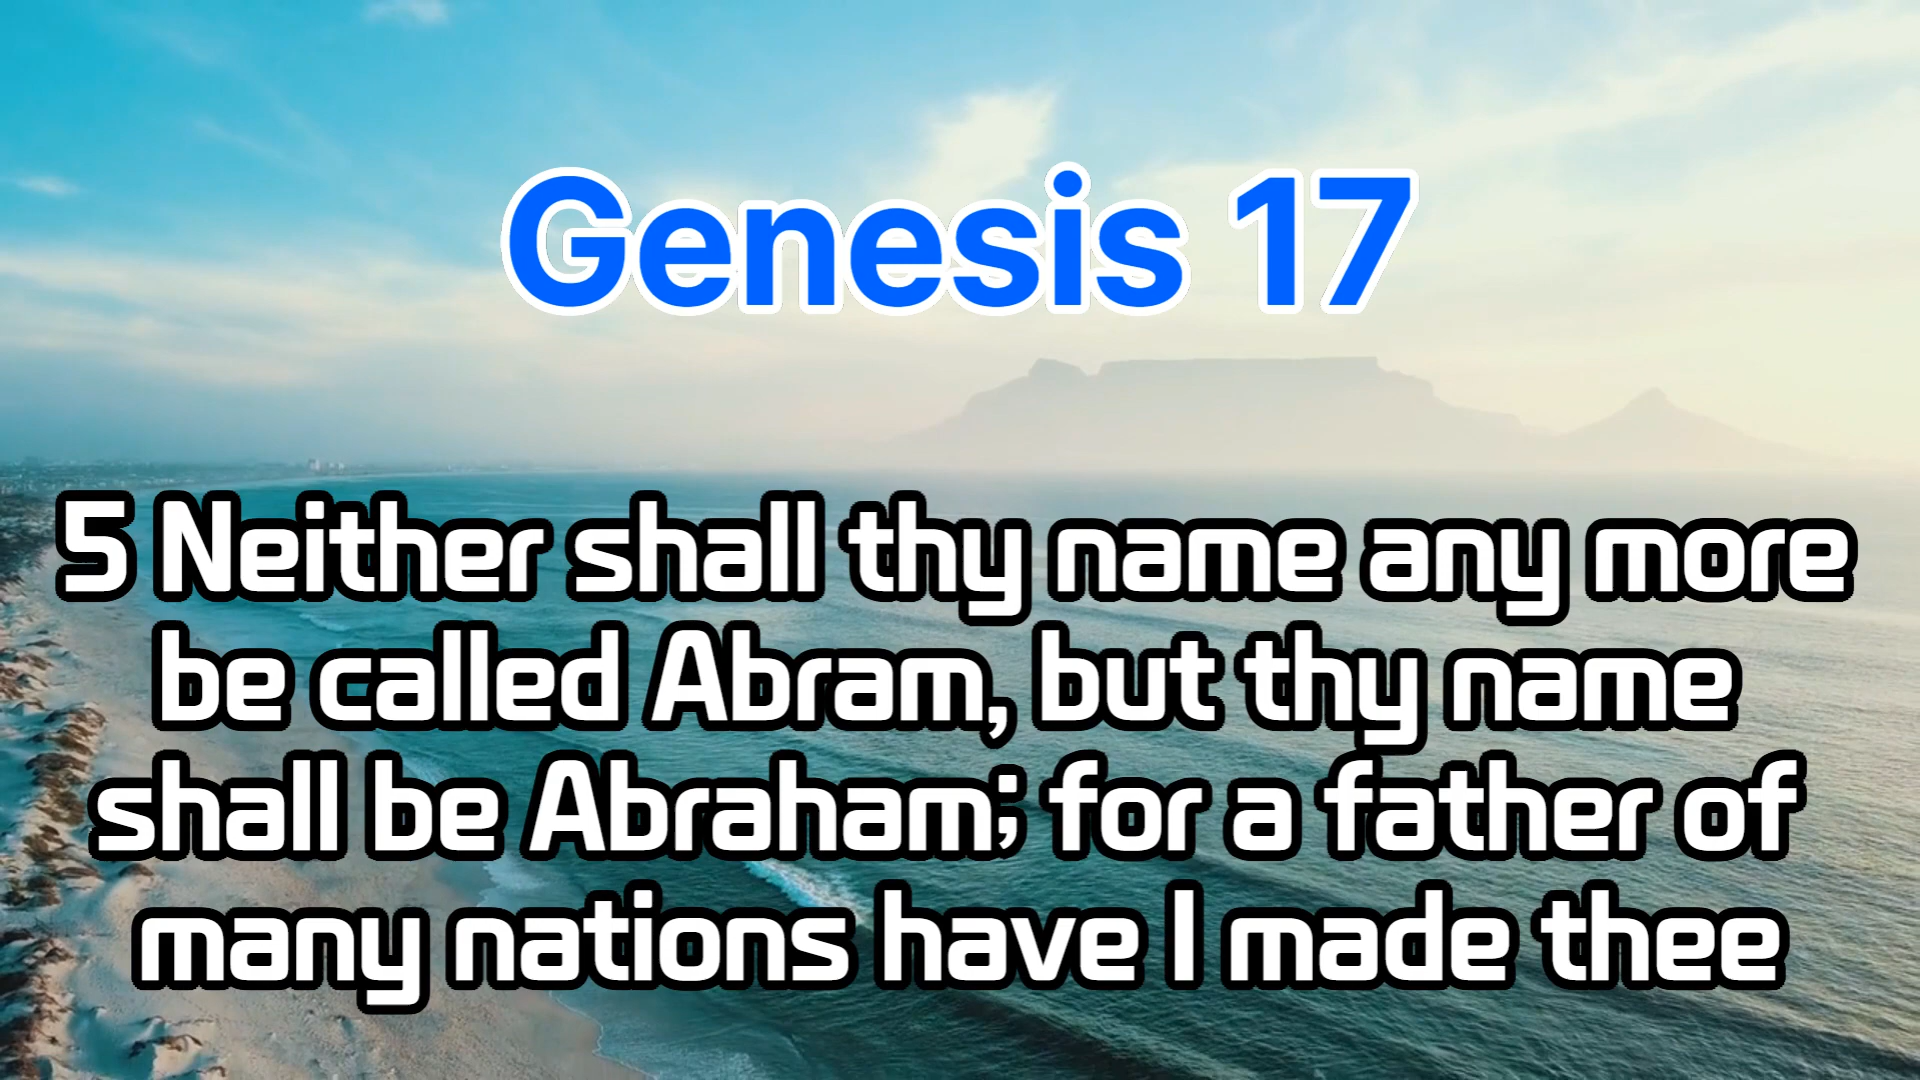 Genesis 17
5 Neither shall thy name any more
be called Abram, but thy name
shall be Abraham; for a father of
many nations have I made thee